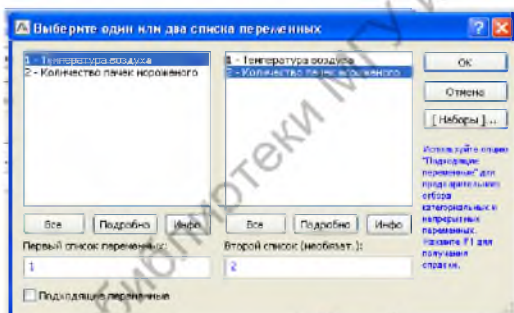 Выберите один или два списка переменных
1 - Температура воздуха
2 - Количество пачек мороженого
1 - Температура воздуха
2 - Количество пачек мороженого
ОК
Отмена
[ Наборы ]...
Используйте опцию
"Подходящие
переменные" для
предварительного
отбора
категориальных и
непрерывных
переменных.
Нажмите F1 для
получения
справки.
Все
Подробно
Инфо
Все
Подробно
Инфо
Первый список переменных:
Второй список (необязат.):
1
2
Подходящие переменные
библиотеки МГУ